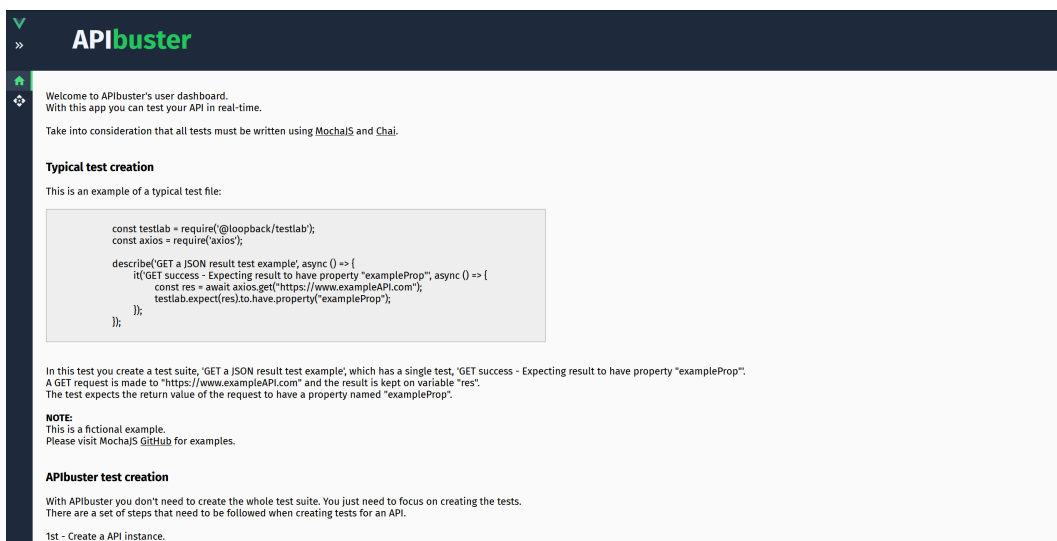 APIbuster
Welcome to APIbuster's user dashboard.
With this app you can test your API in real-time.
Take into consideration that all tests must be written using MochaJS and Chai.
Typical test creation
This is an example of a typical test file:
const testlab = require('@loopback/testlab');
const axios = require('axios');
describe('GET a JSON result test example', async () => {
it('GET success - Expecting result to have property "exampleProp"', async () => {
const res = await axios.get("https://www.exampleAPI.com");
testlab.expect(res).to.have.property("exampleProp");
});
});
In this test you create a test suite, 'GET a JSON result test example', which has a single test, 'GET success - Expecting result to have property "exampleProp"'.
A GET request is made to "https://www.exampleAPI.com" and the result is kept on variable "res".
The test expects the return value of the request to have a property named "exampleProp".
NOTE:
This is a fictional example.
Please visit MochaJS GitHub for examples.
APIbuster test creation
With APIbuster you don't need to create the whole test suite. You just need to focus on creating the tests.
There are a set of steps that need to be followed when creating tests for an API.
1st - Create a API instance.